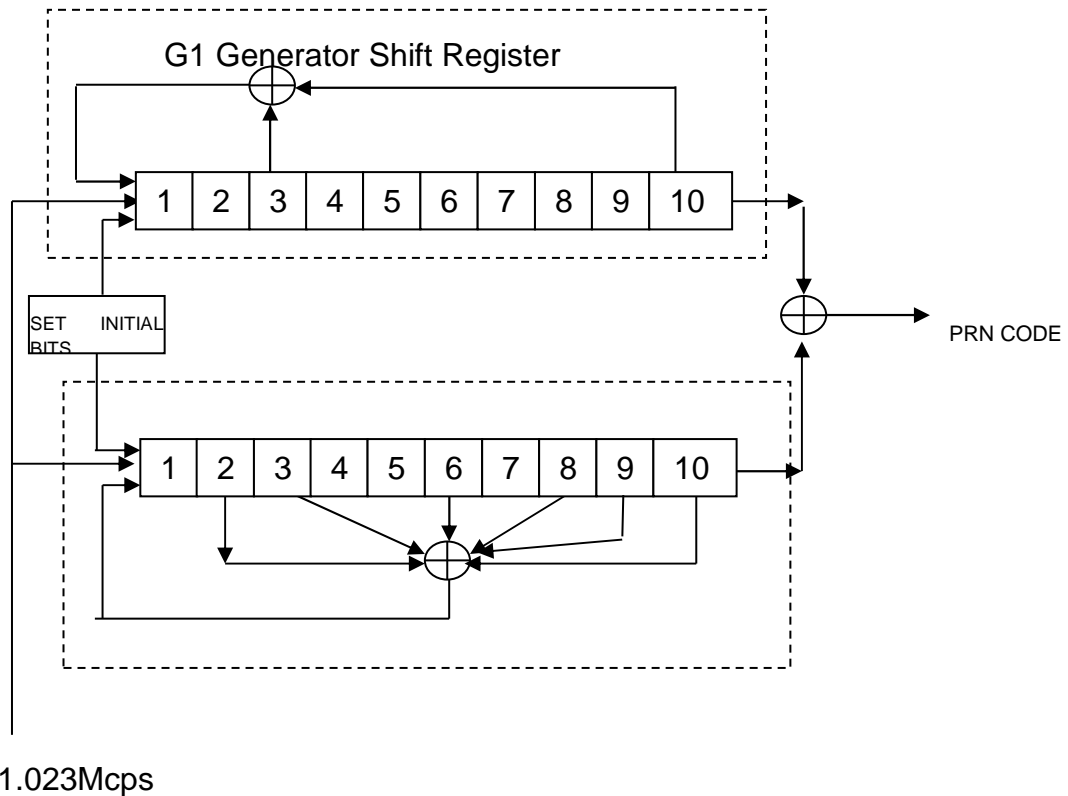 G1 Generator Shift Register
1 2 3 4 5 6 7 8 9 10
SET INITIAL
BITS
PRN CODE
1 2 3 4 5 6 7 8 9 10
1.023Mcps